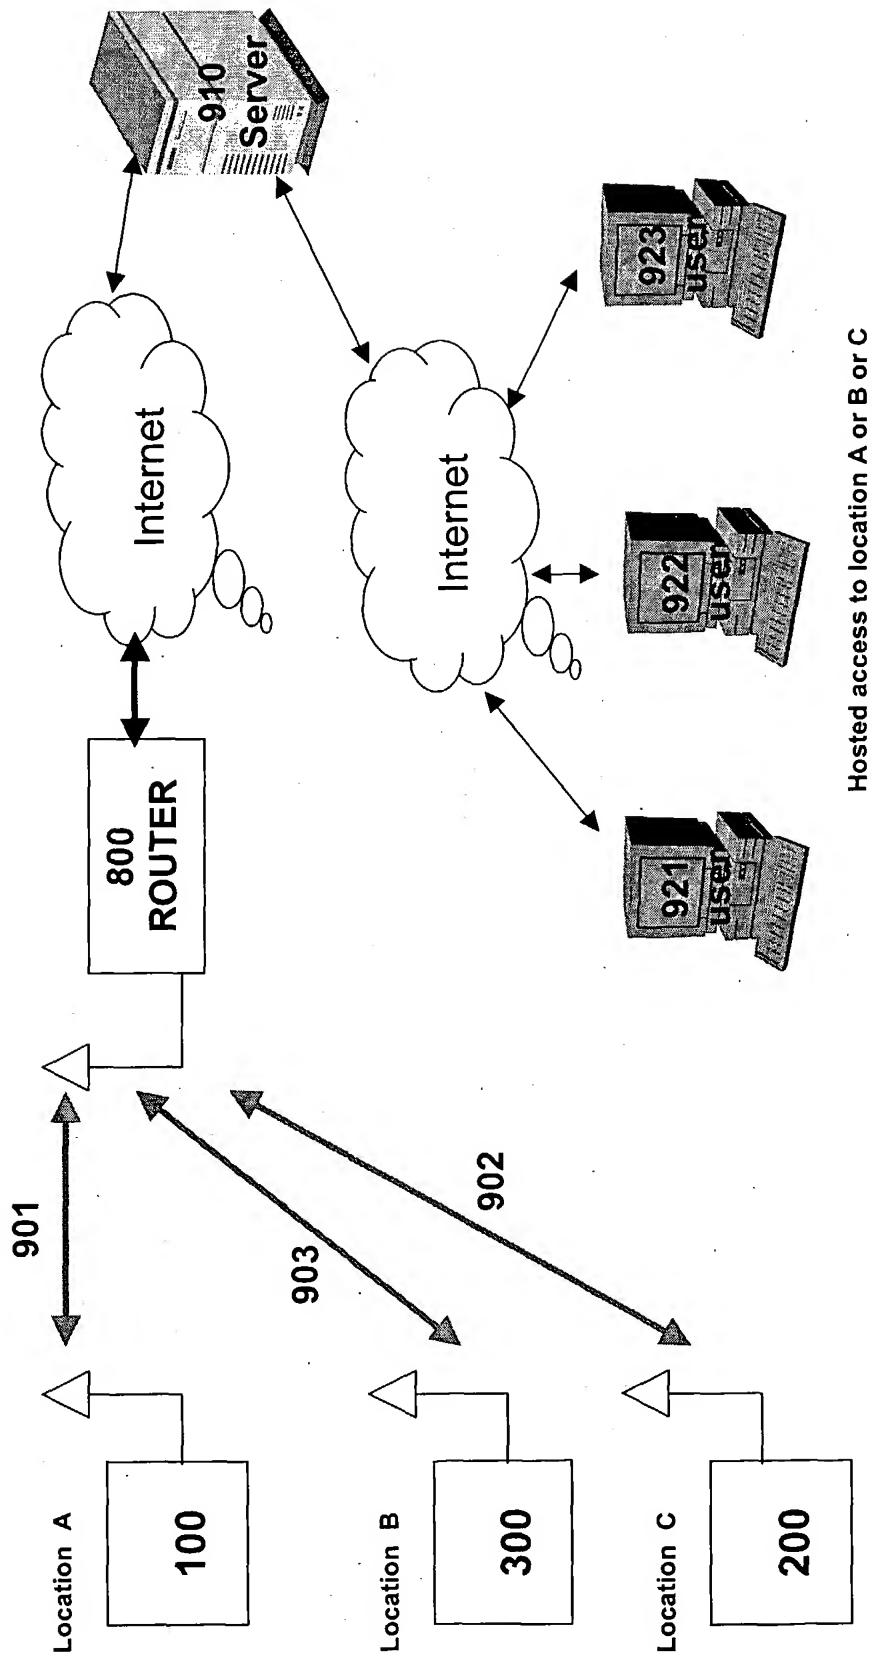 Location A
100
901
800
ROUTER
Internet
910
Server
Location B
300
903
902
Internet
Location C
200
921
user
922
user
923
user
Hosted access to location A or B or C